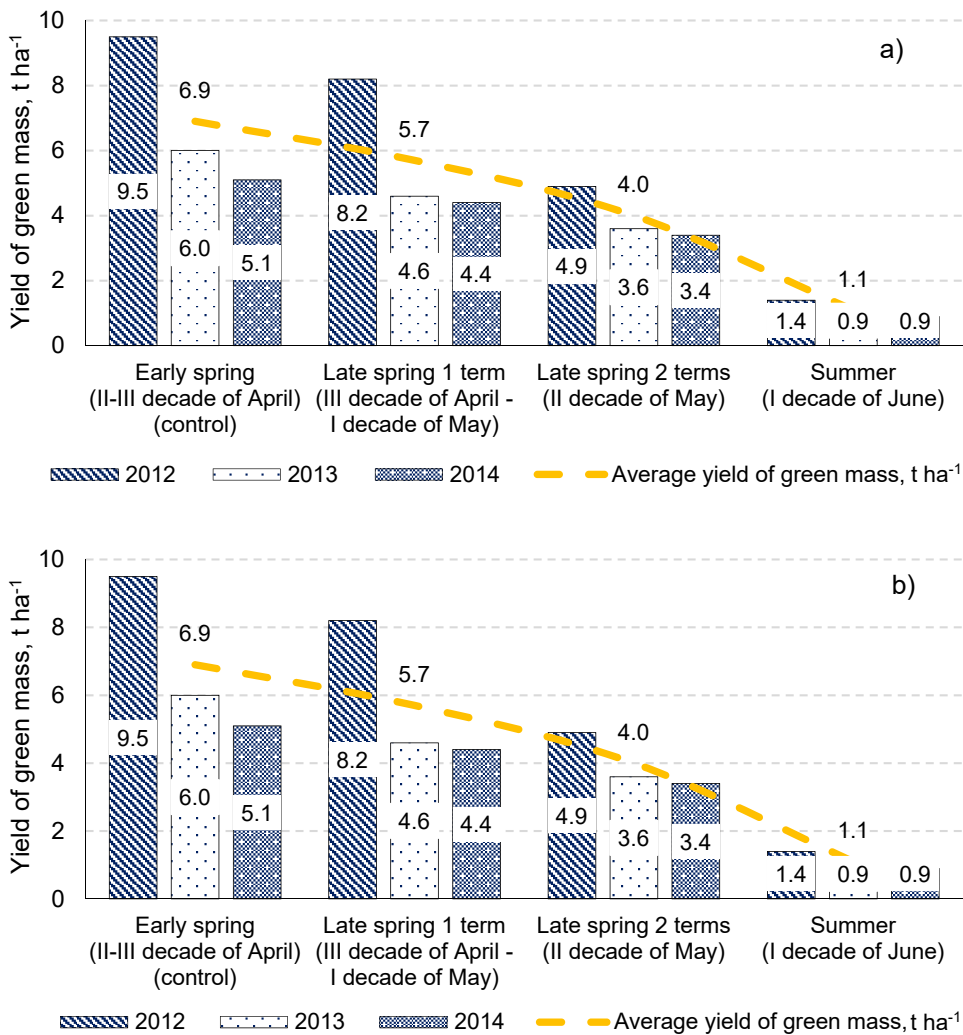 a)
Yield of green mass, t ha⁻¹
10
8
6
4
2
0
6.9
5.7
4.0
1.1
9.5
6.0
5.1
8.2
4.6
4.4
4.9
3.6
3.4
1.4
0.9
0.9
Early spring
(II-III decade of April)
(control)
Late spring 1 term
(III decade of April -
I decade of May)
Late spring 2 terms
(II decade of May)
Summer
(I decade of June)
2012
2013
2014
Average yield of green mass, t ha⁻¹
b)
Yield of green mass, t ha⁻¹
10
8
6
4
2
0
6.9
5.7
4.0
1.1
9.5
6.0
5.1
8.2
4.6
4.4
4.9
3.6
3.4
1.4
0.9
0.9
Early spring
(II-III decade of April)
(control)
Late spring 1 term
(III decade of April -
I decade of May)
Late spring 2 terms
(II decade of May)
Summer
(I decade of June)
2012
2013
2014
Average yield of green mass, t ha⁻¹